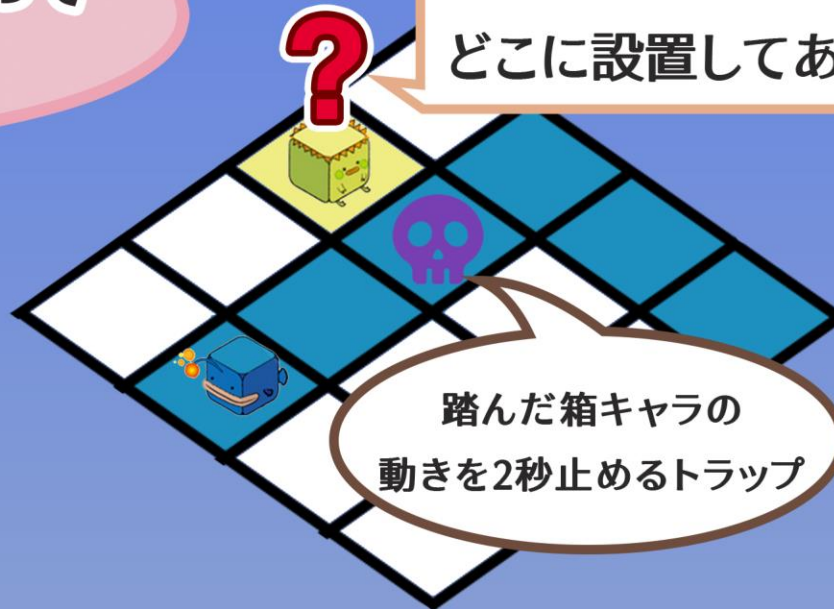 どこに設置してあ
踏んだ箱キャラの
動きを2秒止めるトラップ